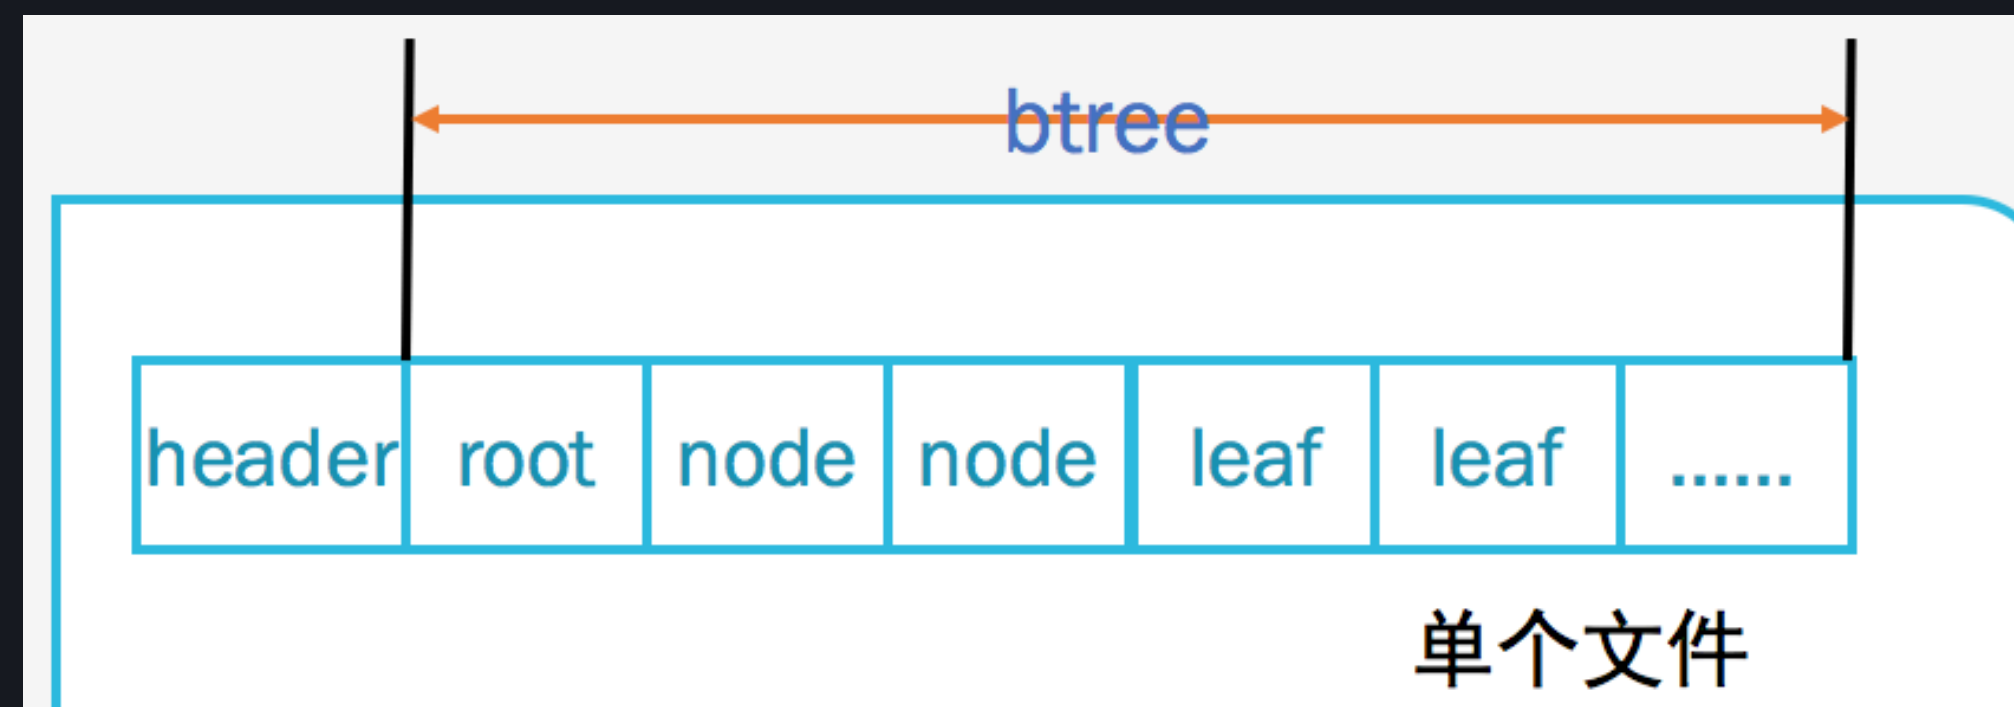 btree
header root node node leaf leaf ......
单个文件